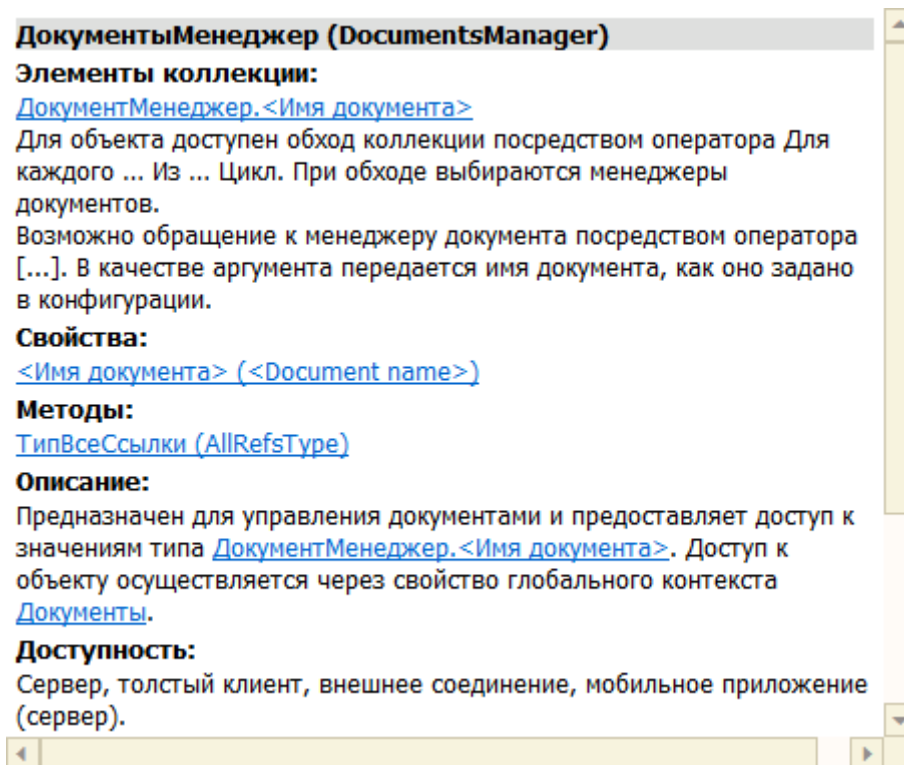 ДокументыМенеджер (DocumentsManager)
Элементы коллекции:
ДокументМенеджер.<Имя документа>
Для объекта доступен обход коллекции посредством оператора Для
каждого ... Из ... Цикл. При обходе выбираются менеджеры
документов.
Возможно обращение к менеджеру документа посредством оператора
[...]. В качестве аргумента передается имя документа, как оно задано
в конфигурации.
Свойства:
<Имя документа> (<Document name>)
Методы:
ТипВсеСсылки (AllRefsType)
Описание:
Предназначен для управления документами и предоставляет доступ к
значениям типа ДокументМенеджер.<Имя документа>. Доступ к
объекту осуществляется через свойство глобального контекста
Документы.
Доступность:
Сервер, толстый клиент, внешнее соединение, мобильное приложение
(сервер).